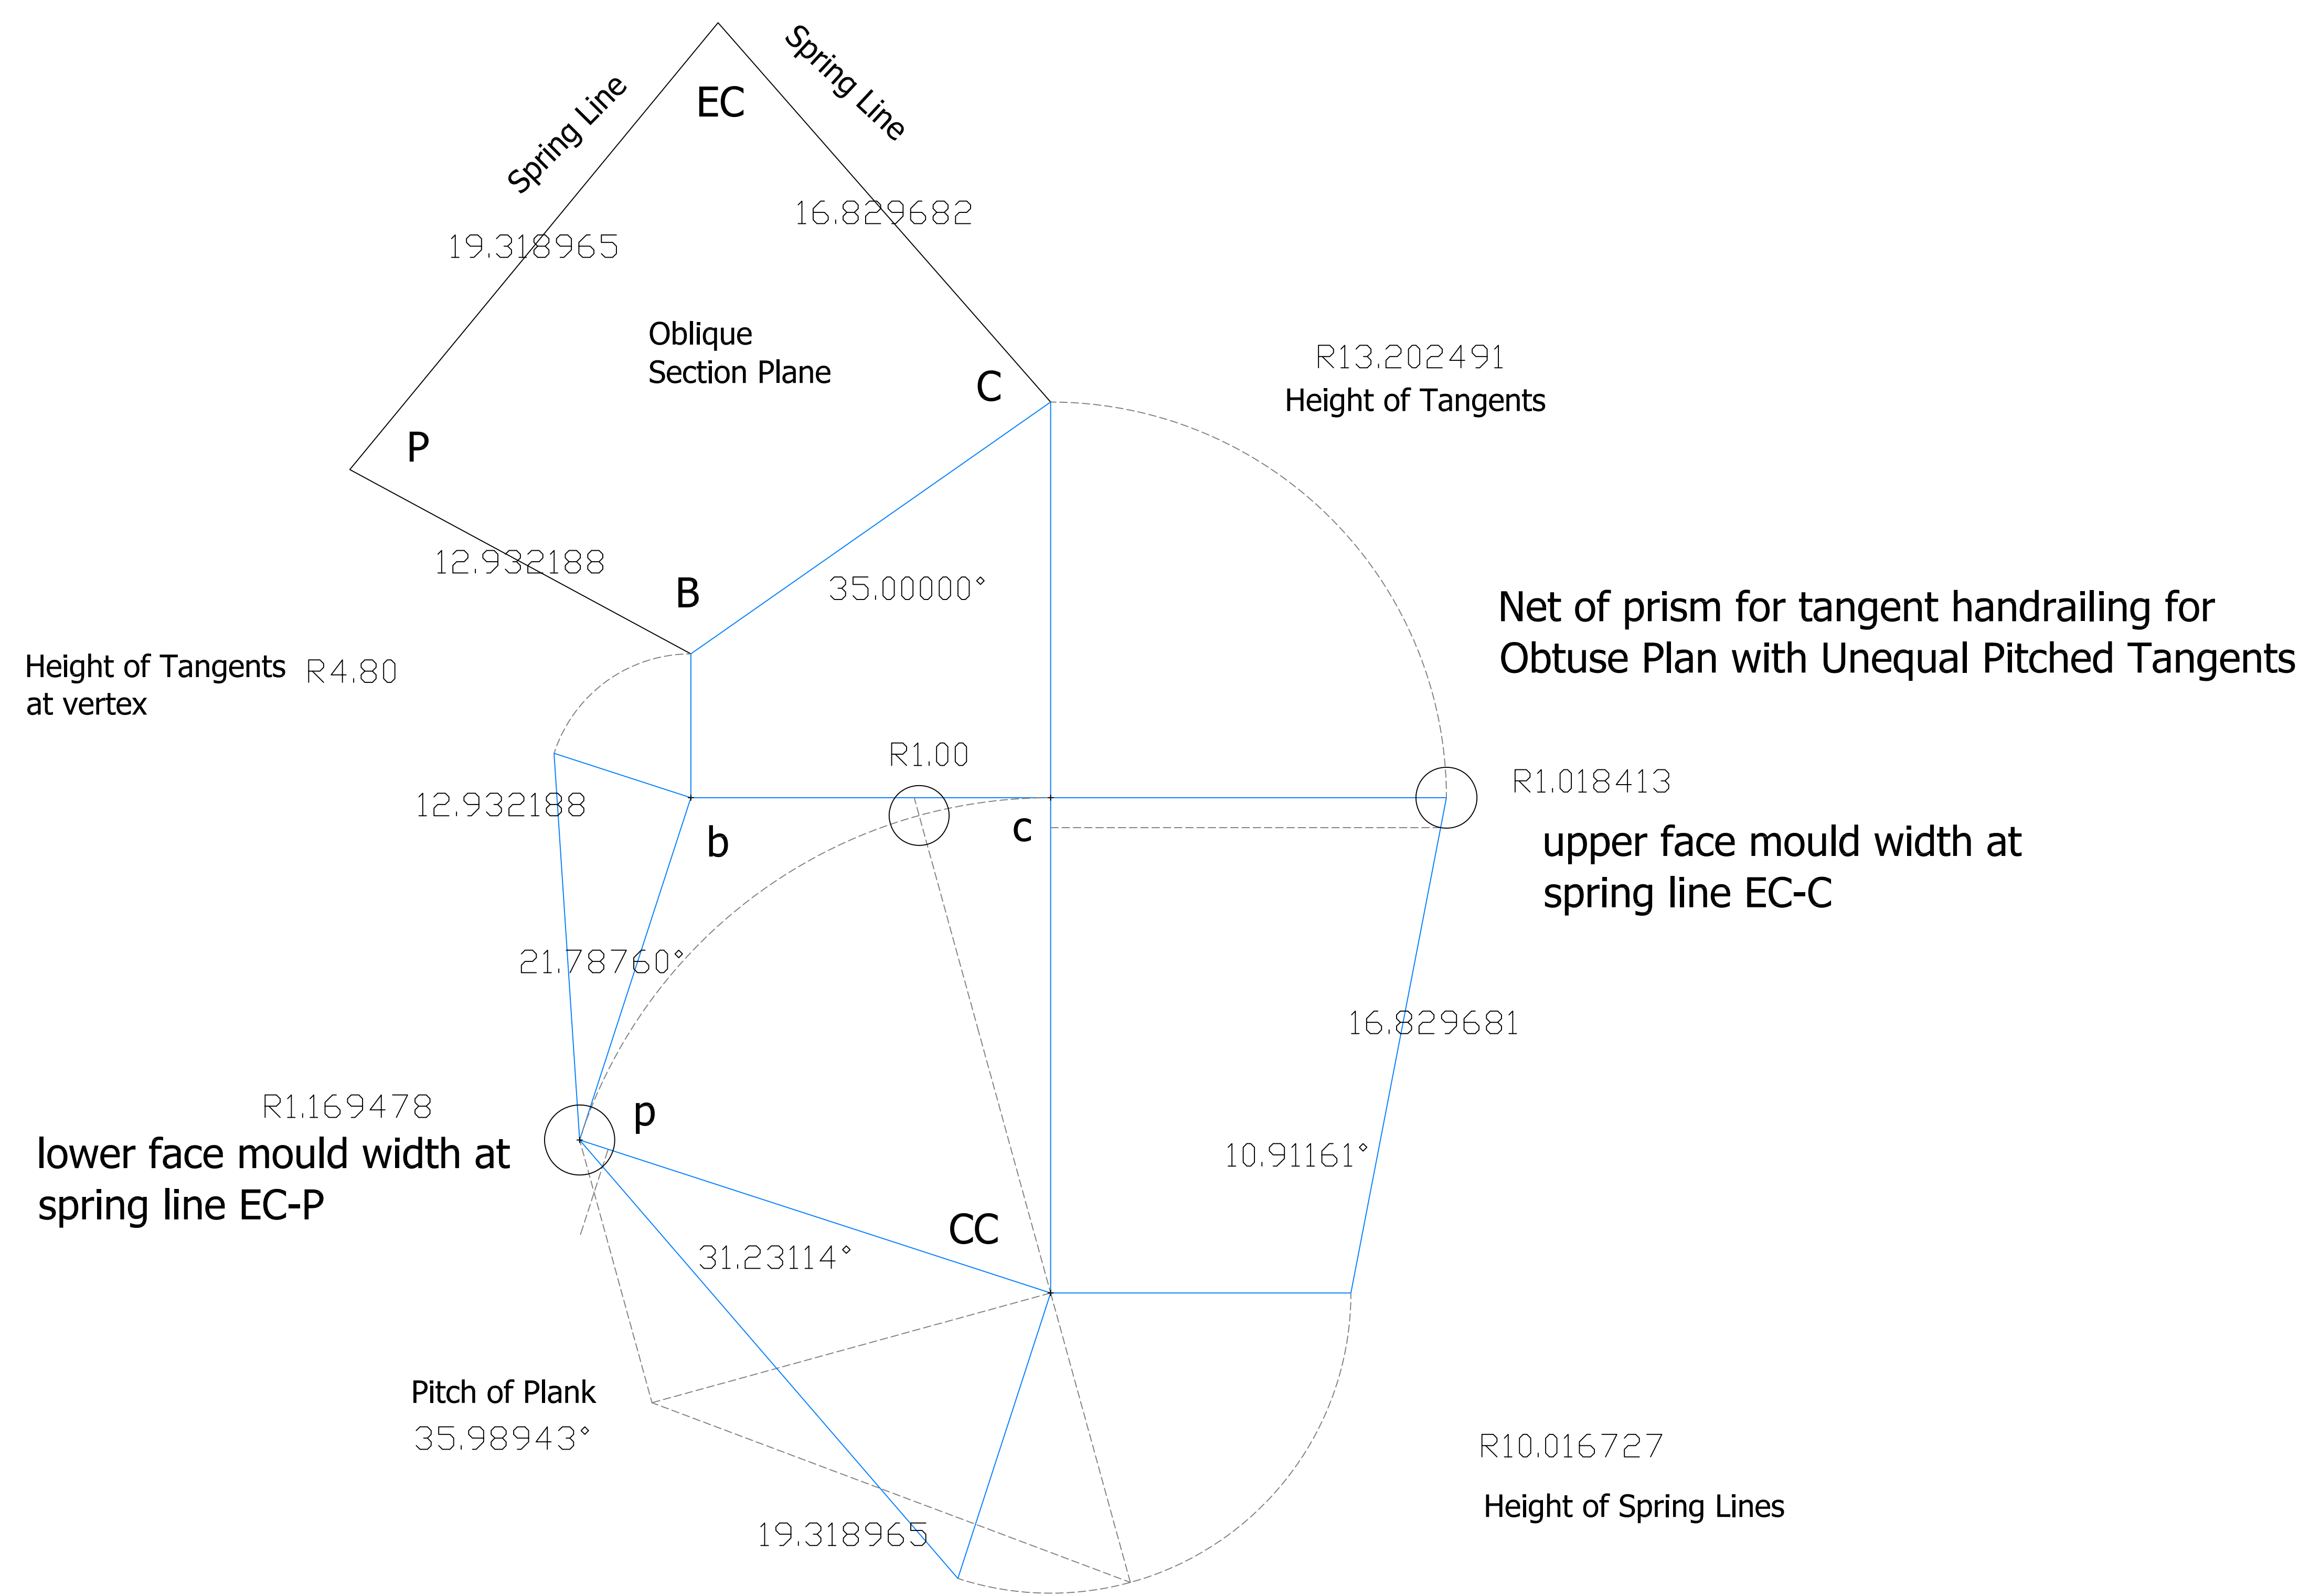 Spring Line
Spring Line
EC
16.829682
19.318965
Oblique
Section Plane
R13.202491
Height of Tangents
C
P
12.932188
B
35.00000°
Net of prism for tangent handrailing for
Obtuse Plan with Unequal Pitched Tangents
Height of Tangents
at vertex
R4.80
R1.00
R1.018413
12.932188
b
c
upper face mould width at
spring line EC-C
21.78760°
16.829681
R1.169478
p
lower face mould width at
spring line EC-P
10.91161°
CC
31.23114°
Pitch of Plank
35.98943°
R10.016727
Height of Spring Lines
19.318965